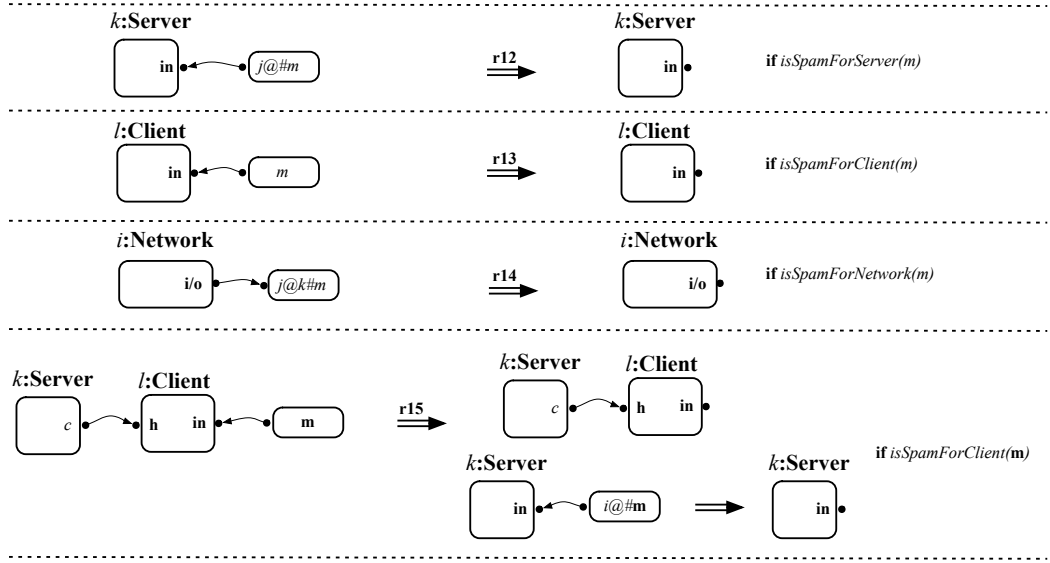 k:Server k:Server
in j@#m r12 in if isSpamForServer(m)
l:Client l:Client
in m r13 in if isSpamForClient(m)
i:Network i:Network
i/o j@k#m r14 i/o if isSpamForNetwork(m)
k:Server l:Client k:Server l:Client
c h in m r15 c h in
k:Server k:Server if isSpamForClient(m)
in i@#m in